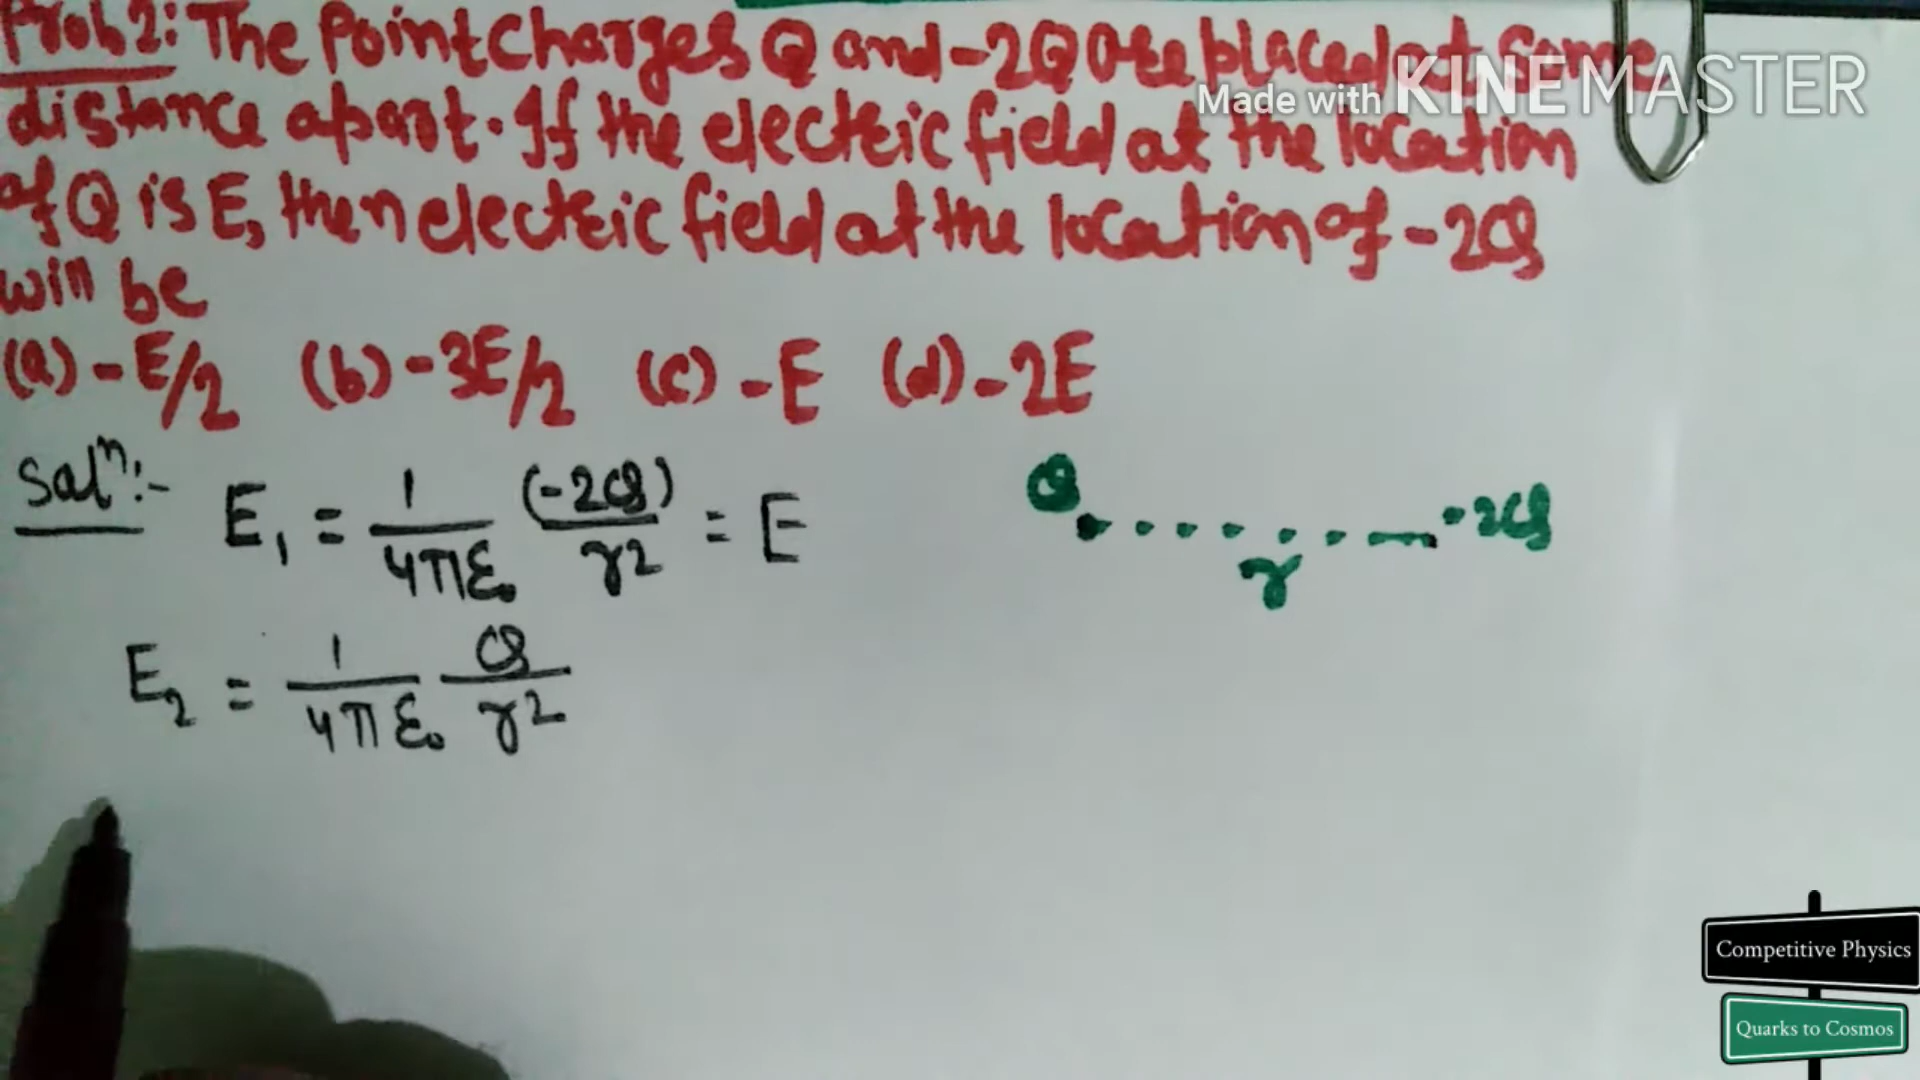 Prob 2: The Point Charges Q and -2Q are placed at some
distance apart. If the electric field at the location
of Q is E, then electric field at the location of -2Q
will be
(a) -E/2 (b) -3E/2 (c) -E (d) -2E
Made with KINEMASTER
Solⁿ:- E₁ = 1/4πε₀ (-2Q)/r² = E
Q -2Q
r
E₂ = 1/4πε₀ Q/r²
Competitive Physics
Quarks to Cosmos